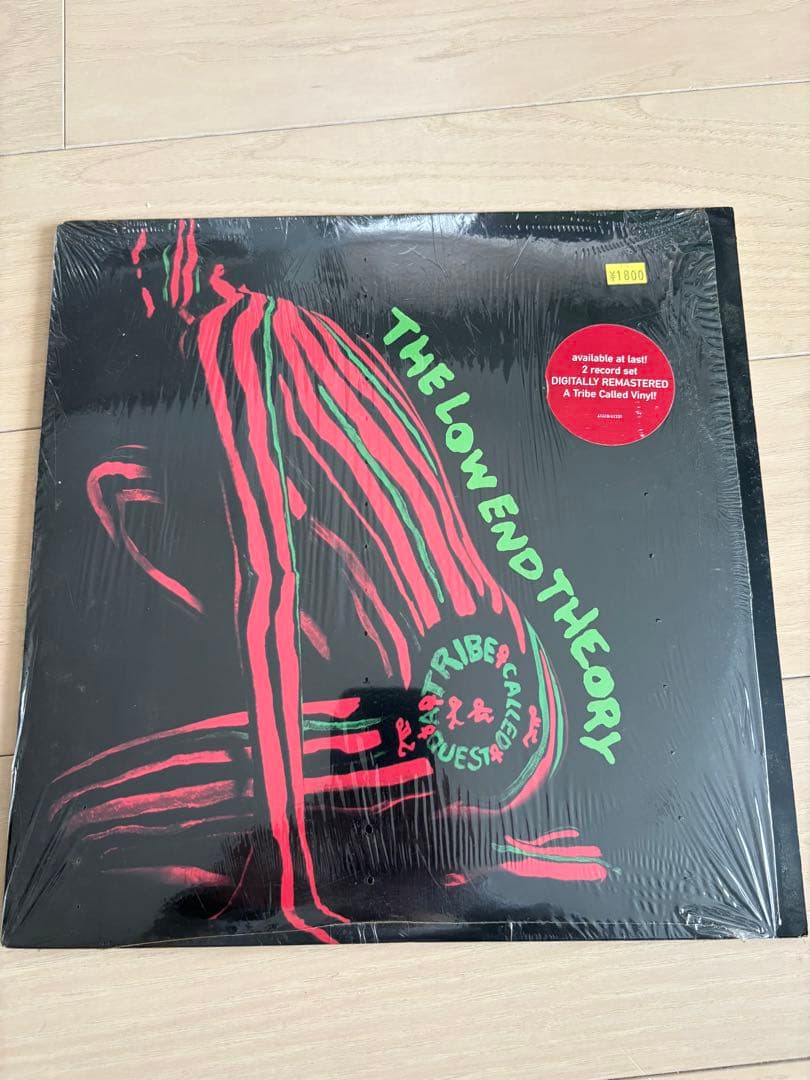 ¥1800
available at last!
2 record set
DIGITALLY REMASTERED
A Tribe Called Vinyl!
THE LOW END THEORY
A TRIBE CALLED QUEST